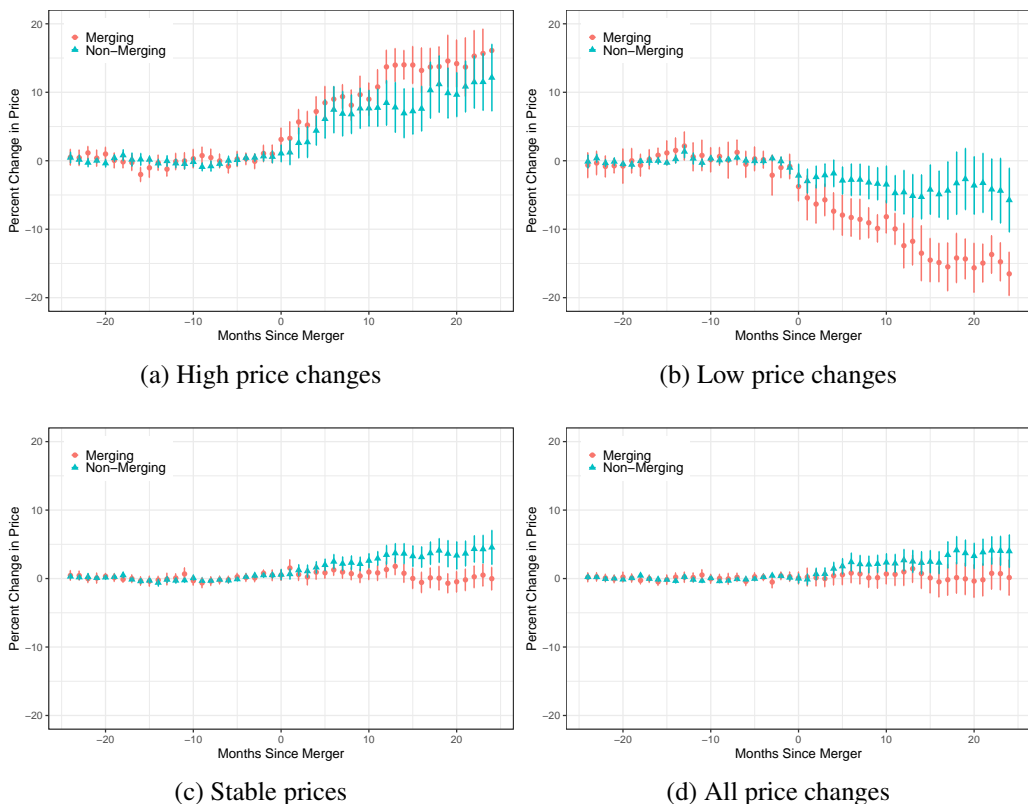 20
10
0
−10
−20
Percent Change in Price
Merging
Non−Merging
−20 −10 0 10 20
Months Since Merger
(a) High price changes
20
10
0
−10
−20
Percent Change in Price
Merging
Non−Merging
−20 −10 0 10 20
Months Since Merger
(b) Low price changes
20
10
0
−10
−20
Percent Change in Price
Merging
Non−Merging
−20 −10 0 10 20
Months Since Merger
(c) Stable prices
20
10
0
−10
−20
Percent Change in Price
Merging
Non−Merging
−20 −10 0 10 20
Months Since Merger
(d) All price changes